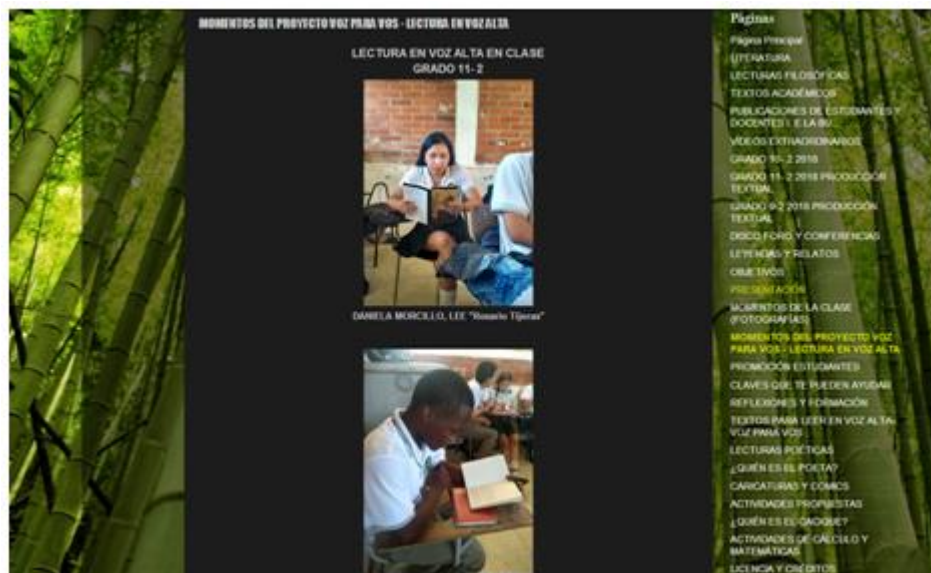 MOMENTOS DEL PROYECTO VOZ PARA VOS - LECTURA EN VOZ ALTA
LECTURA EN VOZ ALTA EN CLASE
GRADO 11- 2
DANIELA MORCILLO, LEE "Rosario Tijeras"
Páginas
Página Principal
LITERATURA
LECTURAS FILOSÓFICAS
TEXTOS ACADÉMICOS
PUBLICACIONES DE ESTUDIANTES Y
DOCENTES I. E LA BU...
VIDEOS EXTRAORDINARIOS
GRADO 10- 2 2018
GRADO 11- 2 2018 PRODUCCIÓN
TEXTUAL
GRADO 9-2 2018 PRODUCCIÓN
TEXTUAL
DISCO FORO Y CONFERENCIAS
LEYENDAS Y RELATOS
OBJETIVOS
PRESENTACIÓN
MOMENTOS DE LA CLASE
(FOTOGRAFÍAS)
MOMENTOS DEL PROYECTO VOZ
PARA VOS - LECTURA EN VOZ ALTA
PROMOCIÓN ESTUDIANTES
CLAVES QUE TE PUEDEN AYUDAR
REFLEXIONES Y FORMACIÓN
TEXTOS PARA LEER EN VOZ ALTA-
VOZ PARA VOS
LECTURAS POÉTICAS
¿QUIÉN ES EL POETA?
CARICATURAS Y COMICS
ACTIVIDADES PROPUESTAS
¿QUIÉN ES EL CACIQUE?
ACTIVIDADES DE CÁLCULO Y
MATEMÁTICAS
LICENCIA Y CRÉDITOS